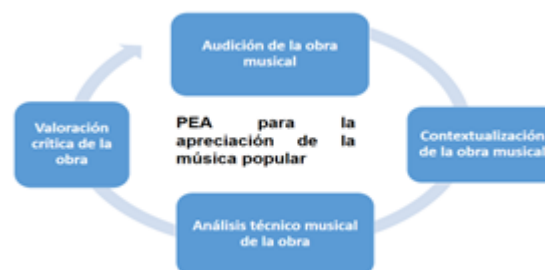 Audición de la obra
musical
Valoración
crítica de la
obra
PEA para la
apreciación de la
música popular
Contextualización
de la obra musical
Análisis técnico musical
de la obra